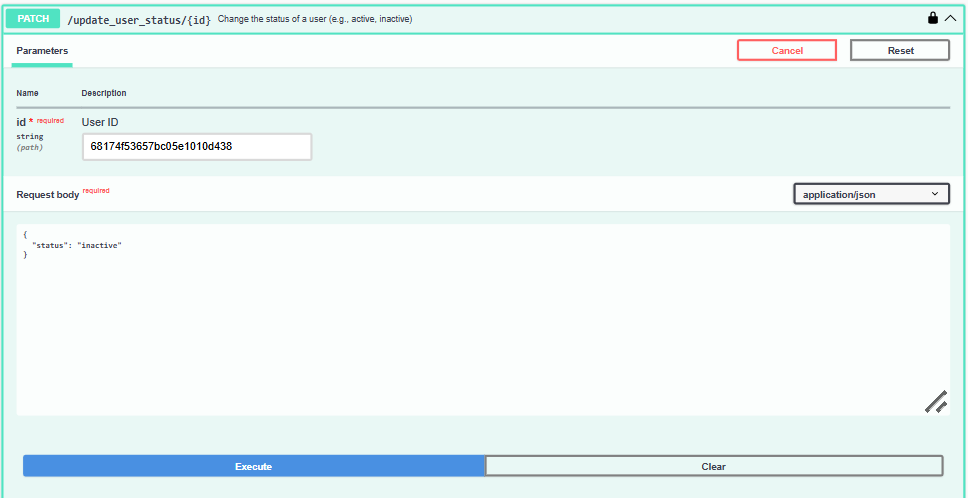 PATCH /update_user_status/{id} Change the status of a user (e.g., active, inactive)
Parameters Cancel Reset
Name Description
id * required User ID
string
(path)
68174f53657bc05e1010d438
Request body required application/json
{
  "status": "inactive"
}
Execute Clear